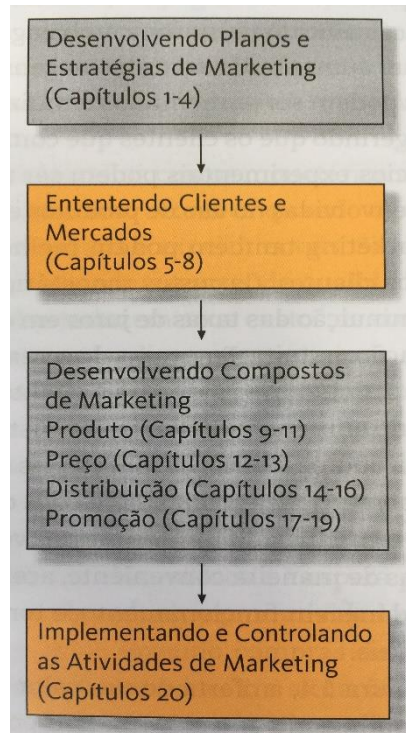 Desenvolvendo Planos e
Estratégias de Marketing
(Capítulos 1-4)
Ententendo Clientes e
Mercados
(Capítulos 5-8)
Desenvolvendo Compostos
de Marketing
Produto (Capítulos 9-11)
Preço (Capítulos 12-13)
Distribuição (Capítulos 14-16)
Promoção (Capítulos 17-19)
Implementando e Controlando
as Atividades de Marketing
(Capítulos 20)